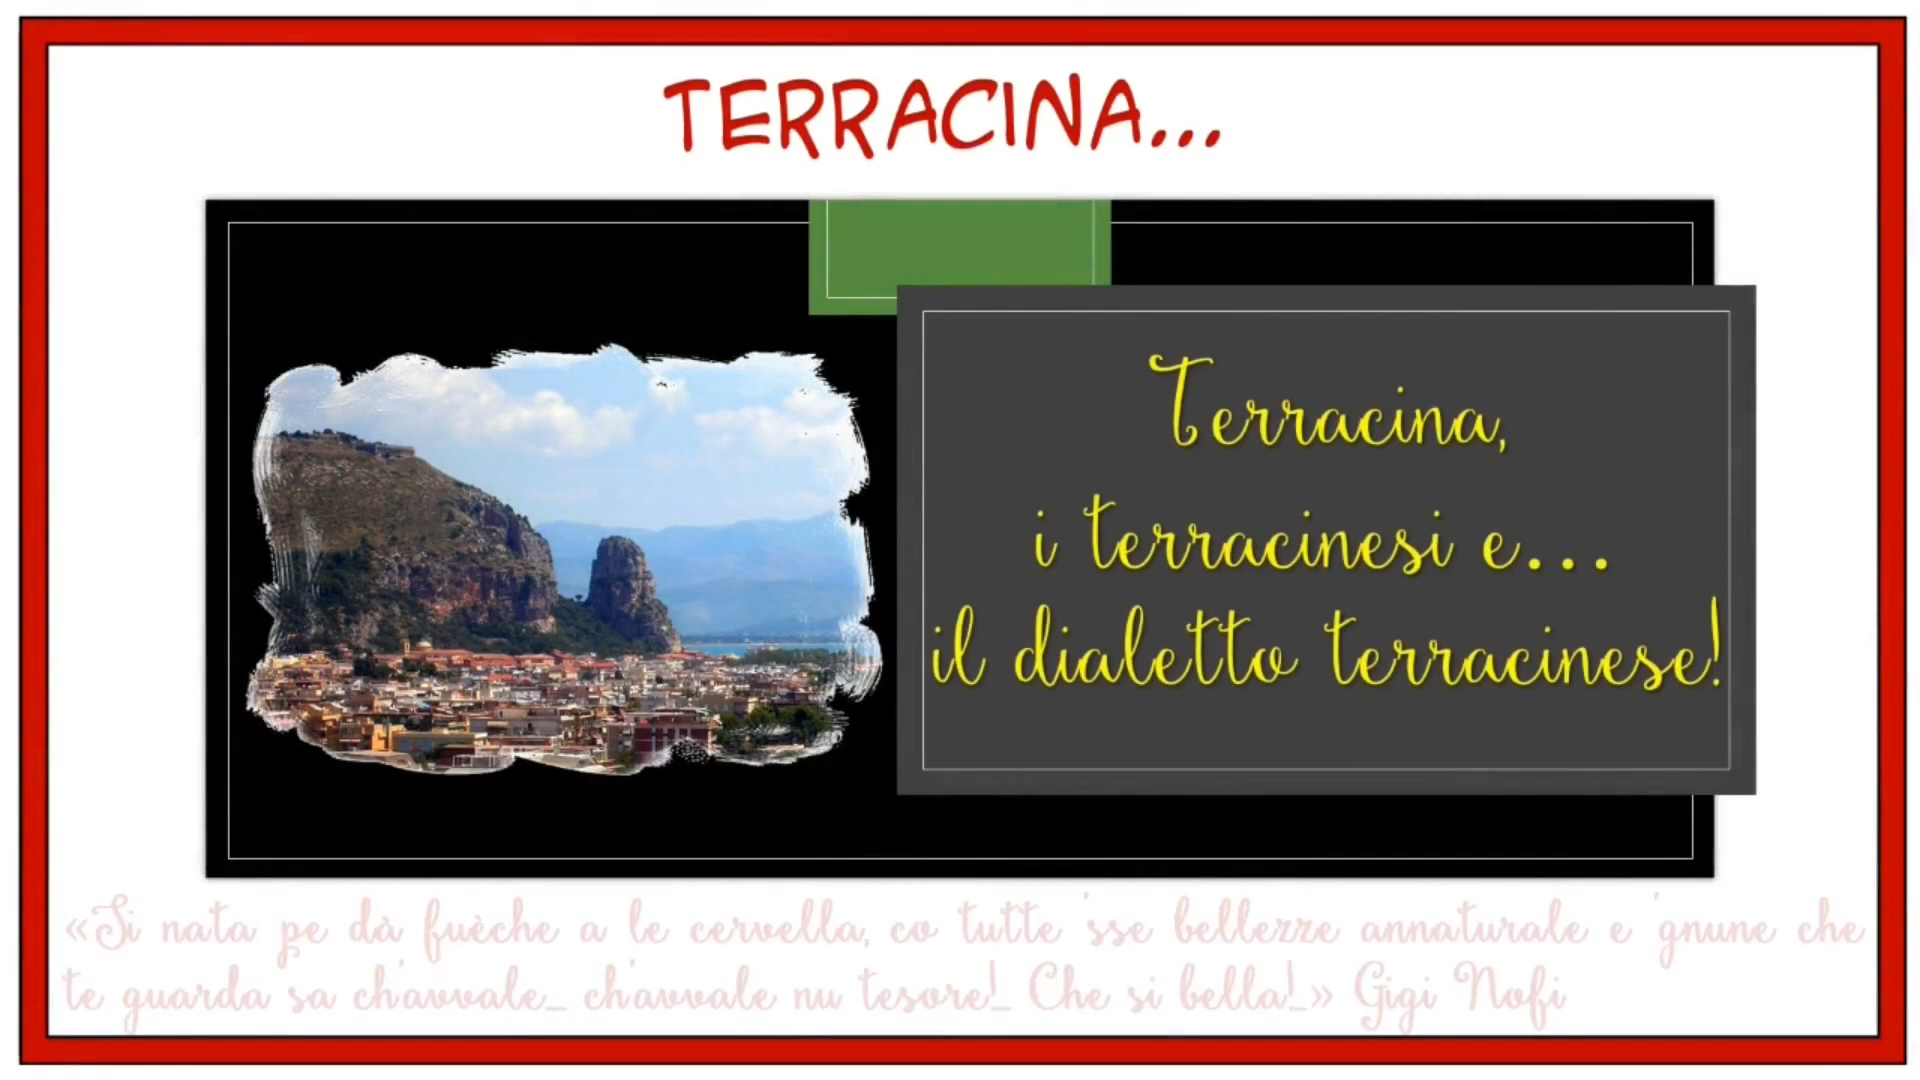 TERRACINA...
Terracina,
i terracinesi e...
il dialetto terracinese!
«Si nata pe dà fuèche a le cervella, co tutte 'sse bellezze annaturale e 'gnune che
te guarda sa ch'avvale... ch'avvale nu tesore!... Che si bella!...» Gigi Nofi